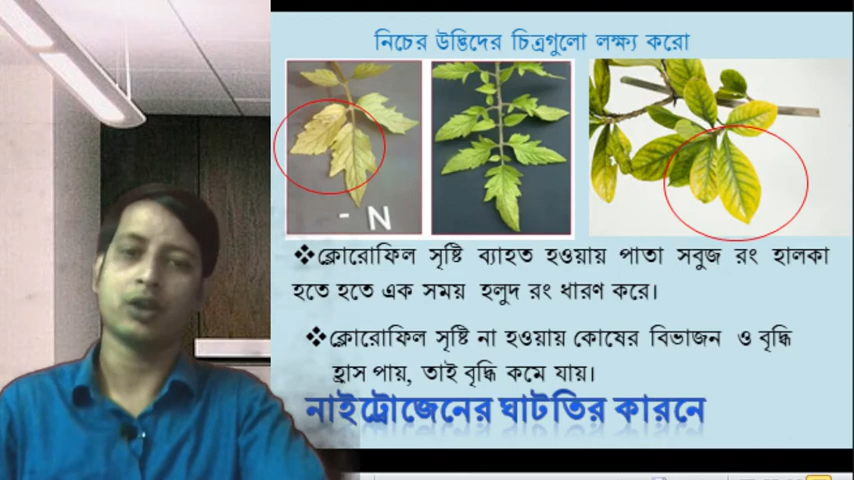 নিচের উদ্ভিদের চিত্রগুলো লক্ষ্য করো
- N
❖ক্লোরোফিল সৃষ্টি ব্যাহত হওয়ায় পাতা সবুজ রং হালকা
হতে হতে এক সময় হলুদ রং ধারণ করে।
❖ক্লোরোফিল সৃষ্টি না হওয়ায় কোষের বিভাজন ও বৃদ্ধি
হ্রাস পায়, তাই বৃদ্ধি কমে যায়।
নাইট্রোজেনের ঘাটতির কারনে